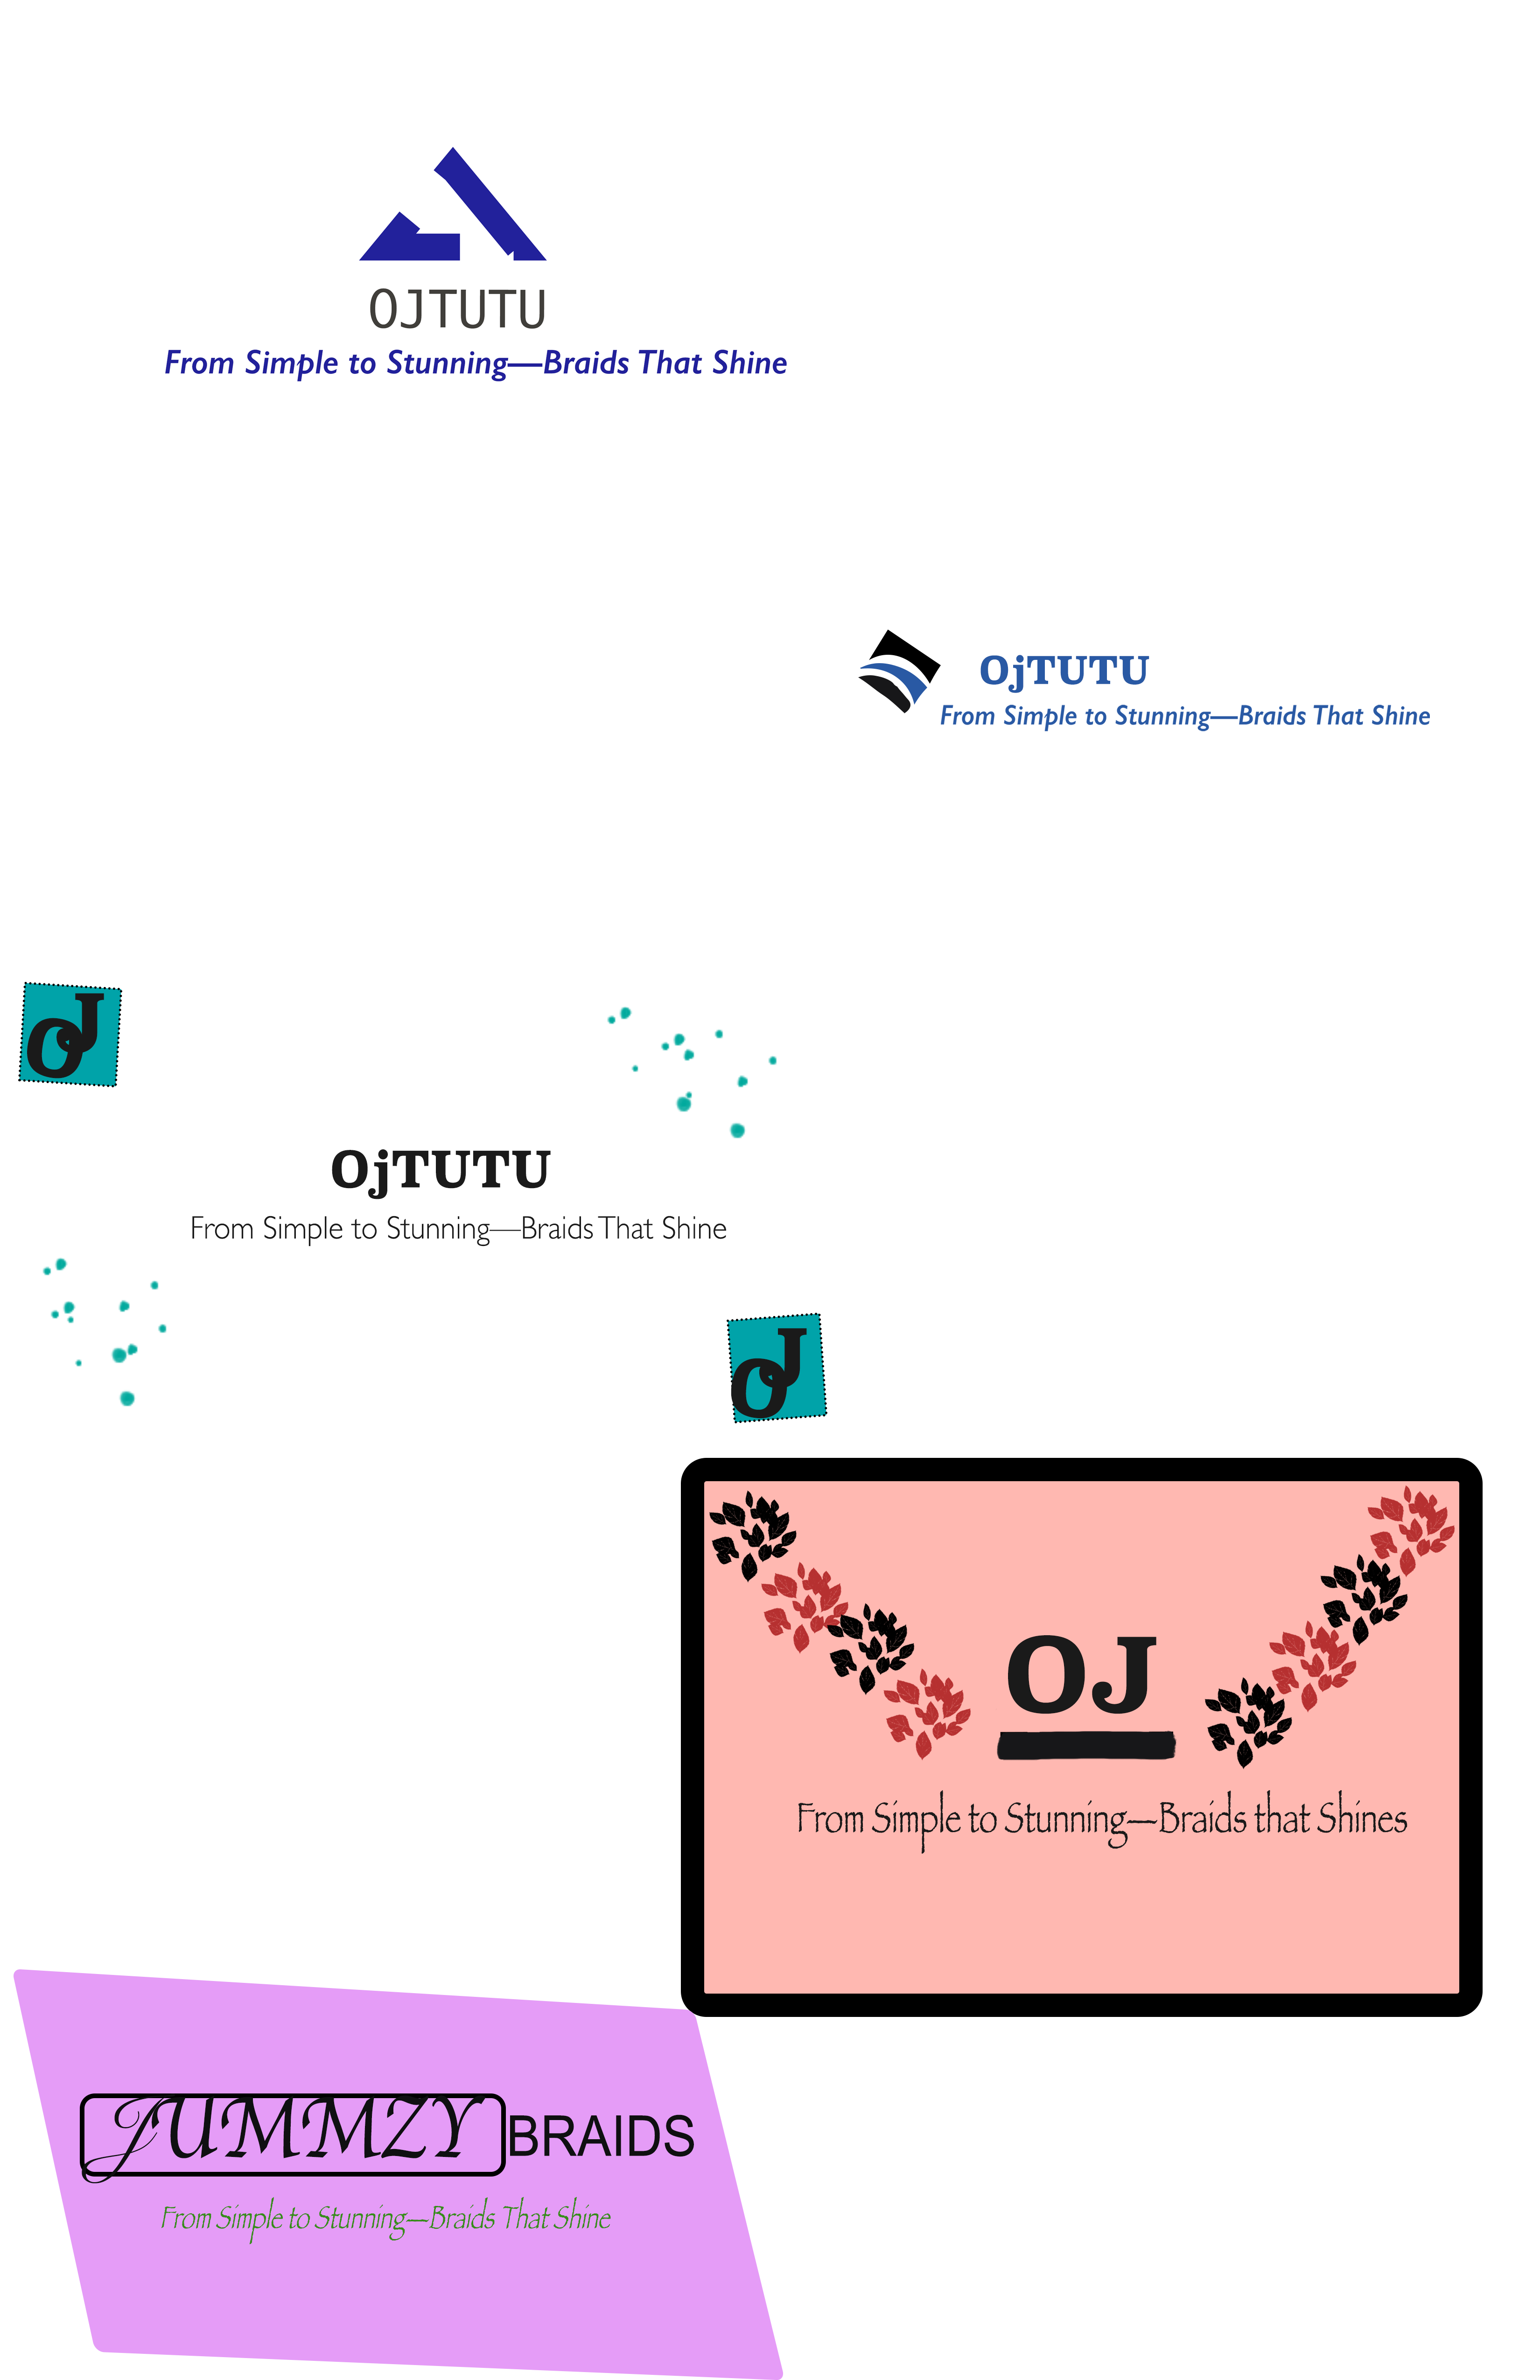 OJTUTU
From Simple to Stunning—Braids That Shine
OjTUTU
From Simple to Stunning—Braids That Shine
OJ
OjTUTU
From Simple to Stunning—Braids That Shine
OJ
OJ
From Simple to Stunning—Braids that Shines
JUMMZY BRAIDS
From Simple to Stunning—Braids That Shine